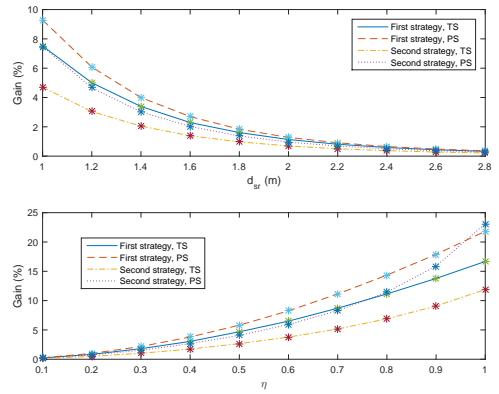 10
8
6
4
2
0
Gain (%)
First strategy, TS
First strategy, PS
Second strategy, TS
Second strategy, PS
1 1.2 1.4 1.6 1.8 2 2.2 2.4 2.6 2.8
d_sr (m)
25
20
15
10
5
0
Gain (%)
First strategy, TS
First strategy, PS
Second strategy, TS
Second strategy, PS
0.1 0.2 0.3 0.4 0.5 0.6 0.7 0.8 0.9 1
η